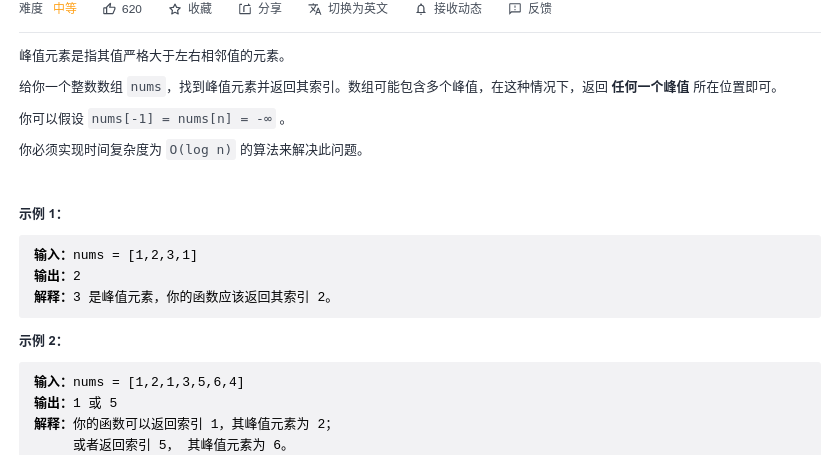 难度 中等 620 收藏 分享 切换为英文 接收动态 反馈
峰值元素是指其值严格大于左右相邻值的元素。
给你一个整数数组 nums，找到峰值元素并返回其索引。数组可能包含多个峰值，在这种情况下，返回 任何一个峰值 所在位置即可。
你可以假设 nums[-1] = nums[n] = -∞ 。
你必须实现时间复杂度为 O(log n) 的算法来解决此问题。
示例 1：
输入：nums = [1,2,3,1]
输出：2
解释：3 是峰值元素，你的函数应该返回其索引 2。
示例 2：
输入：nums = [1,2,1,3,5,6,4]
输出：1 或 5
解释：你的函数可以返回索引 1，其峰值元素为 2；
或者返回索引 5， 其峰值元素为 6。